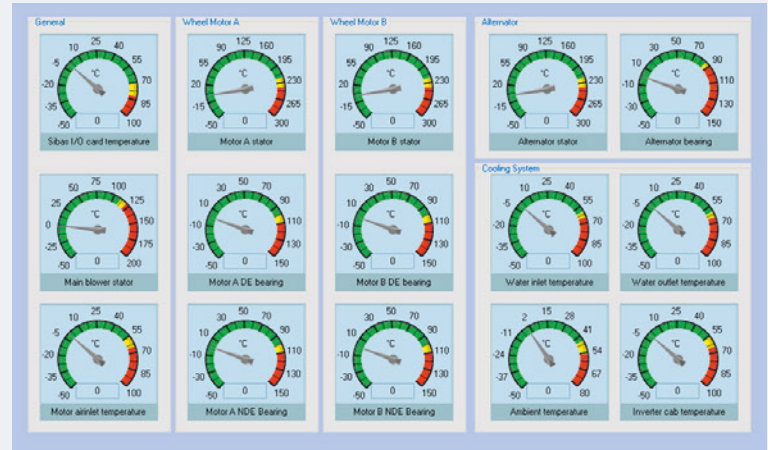 General
-50 -35 -20 -5 10 25 40 55 70 85 100
°C
0
Sibas I/O card temperature
-50 -25 0 25 50 75 100 125 150 175 200
°C
0
Main blower stator
-50 -35 -20 -5 10 25 40 55 70 85 100
°C
0
Motor airinlet temperature
Wheel Motor A
-50 -15 20 55 90 125 160 195 230 265 300
°C
0
Motor A stator
-50 -30 -10 10 30 50 70 90 110 130 150
°C
0
Motor A DE bearing
-50 -30 -10 10 30 50 70 90 110 130 150
°C
0
Motor A NDE Bearing
Wheel Motor B
-50 -15 20 55 90 125 160 195 230 265 300
°C
0
Motor B stator
-50 -30 -10 10 30 50 70 90 110 130 150
°C
0
Motor B DE bearing
-50 -30 -10 10 30 50 70 90 110 130 150
°C
0
Motor B NDE Bearing
Alternator
-50 -15 20 55 90 125 160 195 230 265 300
°C
0
Alternator stator
-50 -30 -10 10 30 50 70 90 110 130 150
°C
0
Alternator bearing
Cooling System
-50 -35 -20 -5 10 25 40 55 70 85 100
°C
0
Water inlet temperature
-50 -35 -20 -5 10 25 40 55 70 85 100
°C
0
Water outlet temperature
-50 -37 -24 -11 2 15 28 41 54 67 80
°C
0
Ambient temperature
-50 -35 -20 -5 10 25 40 55 70 85 100
°C
0
Inverter cab temperature